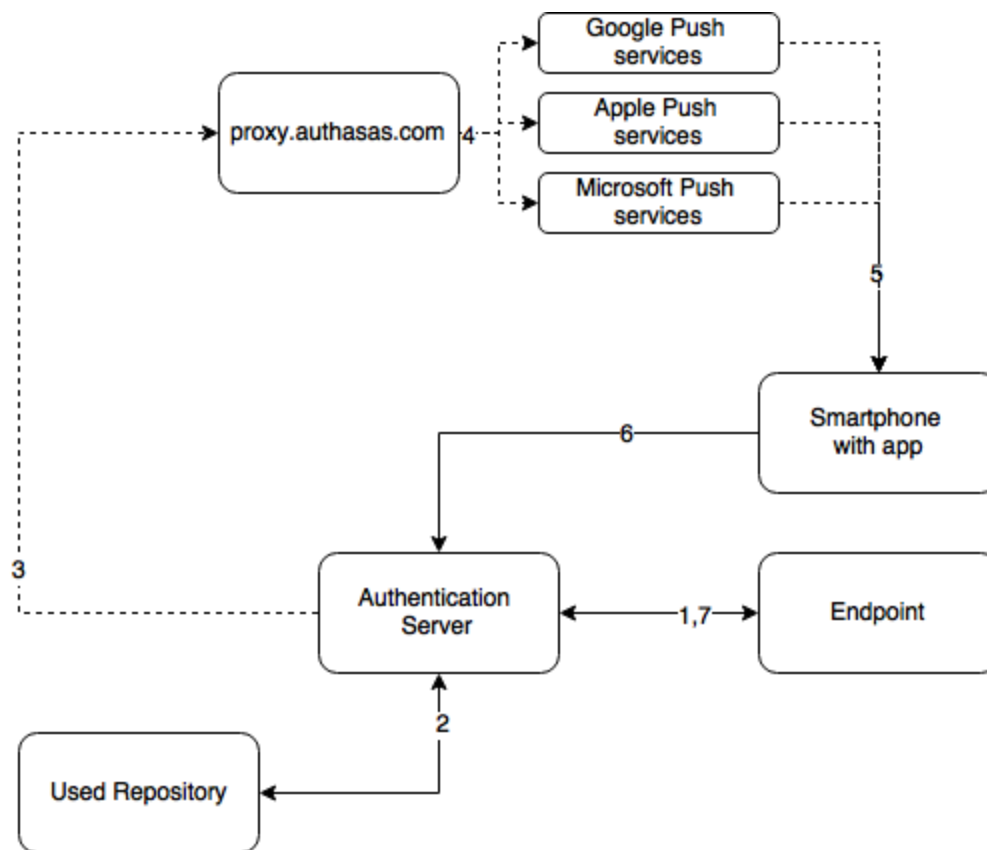 Google Push
services
proxy.authasas.com
4
Apple Push
services
Microsoft Push
services
5
Smartphone
with app
6
3
Authentication
Server
1,7
Endpoint
2
Used Repository